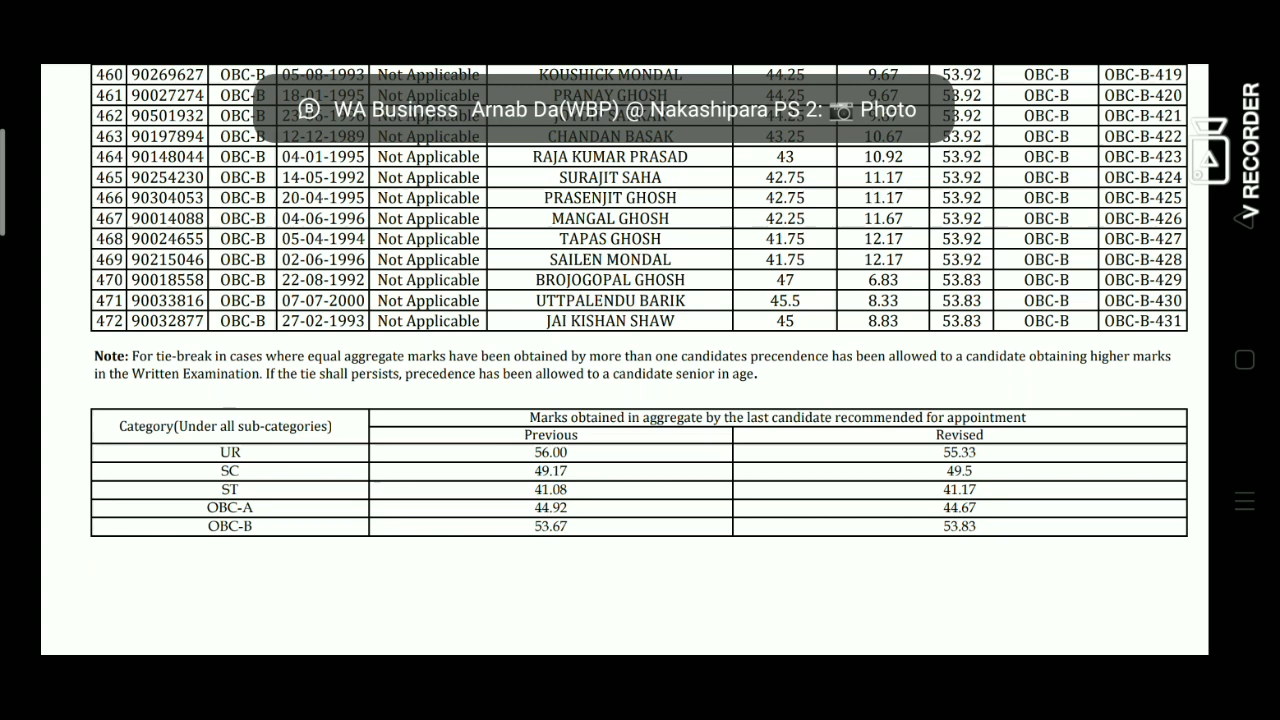 460 90269627 OBC-B 05-08-1993 Not Applicable KOUSHICK MONDAL 44.25 9.67 53.92 OBC-B OBC-B-419
461 90027274 OBC-B 18-01-1995 Not Applicable PRANAY GHOSH 44.25 9.67 53.92 OBC-B OBC-B-420
WA Business, Arnab Da(WBP) @ Nakashipara PS 2: 📷 Photo
462 90501932 OBC-B 53.92 OBC-B OBC-B-421
463 90197894 OBC-B 12-12-1989 Not Applicable CHANDAN BASAK 43.25 10.67 53.92 OBC-B OBC-B-422
464 90148044 OBC-B 04-01-1995 Not Applicable RAJA KUMAR PRASAD 43 10.92 53.92 OBC-B OBC-B-423
465 90254230 OBC-B 14-05-1992 Not Applicable SURAJIT SAHA 42.75 11.17 53.92 OBC-B OBC-B-424
466 90304053 OBC-B 20-04-1995 Not Applicable PRASENJIT GHOSH 42.75 11.17 53.92 OBC-B OBC-B-425
467 90014088 OBC-B 04-06-1996 Not Applicable MANGAL GHOSH 42.25 11.67 53.92 OBC-B OBC-B-426
468 90024655 OBC-B 05-04-1994 Not Applicable TAPAS GHOSH 41.75 12.17 53.92 OBC-B OBC-B-427
469 90215046 OBC-B 02-06-1996 Not Applicable SAILEN MONDAL 41.75 12.17 53.92 OBC-B OBC-B-428
470 90018558 OBC-B 22-08-1992 Not Applicable BROJOGOPAL GHOSH 47 6.83 53.83 OBC-B OBC-B-429
471 90033816 OBC-B 07-07-2000 Not Applicable UTTPALENDU BARIK 45.5 8.33 53.83 OBC-B OBC-B-430
472 90032877 OBC-B 27-02-1993 Not Applicable JAI KISHAN SHAW 45 8.83 53.83 OBC-B OBC-B-431
Note: For tie-break in cases where equal aggregate marks have been obtained by more than one candidates precendence has been allowed to a candidate obtaining higher marks
in the Written Examination. If the tie shall persists, precedence has been allowed to a candidate senior in age.
Category(Under all sub-categories) Marks obtained in aggregate by the last candidate recommended for appointment
Previous Revised
UR 56.00 55.33
SC 49.17 49.5
ST 41.08 41.17
OBC-A 44.92 44.67
OBC-B 53.67 53.83
V RECORDER